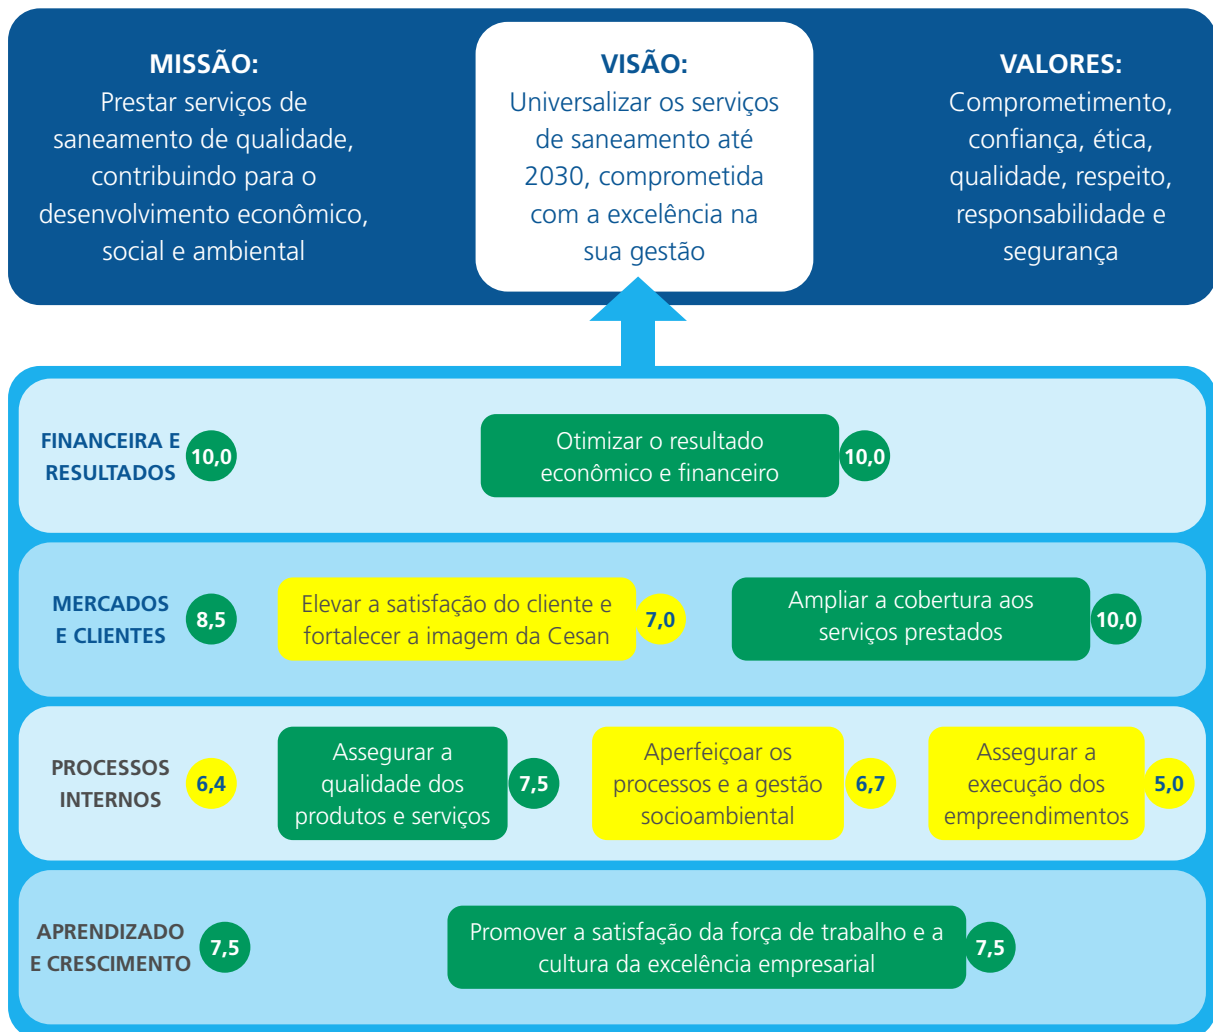 MISSÃO:
Prestar serviços de
saneamento de qualidade,
contribuindo para o
desenvolvimento econômico,
social e ambiental
VISÃO:
Universalizar os serviços
de saneamento até
2030, comprometida
com a excelência na
sua gestão
VALORES:
Comprometimento,
confiança, ética,
qualidade, respeito,
responsabilidade e
segurança
FINANCEIRA E
RESULTADOS
10,0
Otimizar o resultado
econômico e financeiro
10,0
MERCADOS
E CLIENTES
8,5
Elevar a satisfação do cliente e
fortalecer a imagem da Cesan
7,0
Ampliar a cobertura aos
serviços prestados
10,0
PROCESSOS
INTERNOS
6,4
Assegurar a
qualidade dos
produtos e serviços
7,5
Aperfeiçoar os
processos e a gestão
socioambiental
6,7
Assegurar a
execução dos
empreendimentos
5,0
APRENDIZADO
E CRESCIMENTO
7,5
Promover a satisfação da força de trabalho e a
cultura da excelência empresarial
7,5